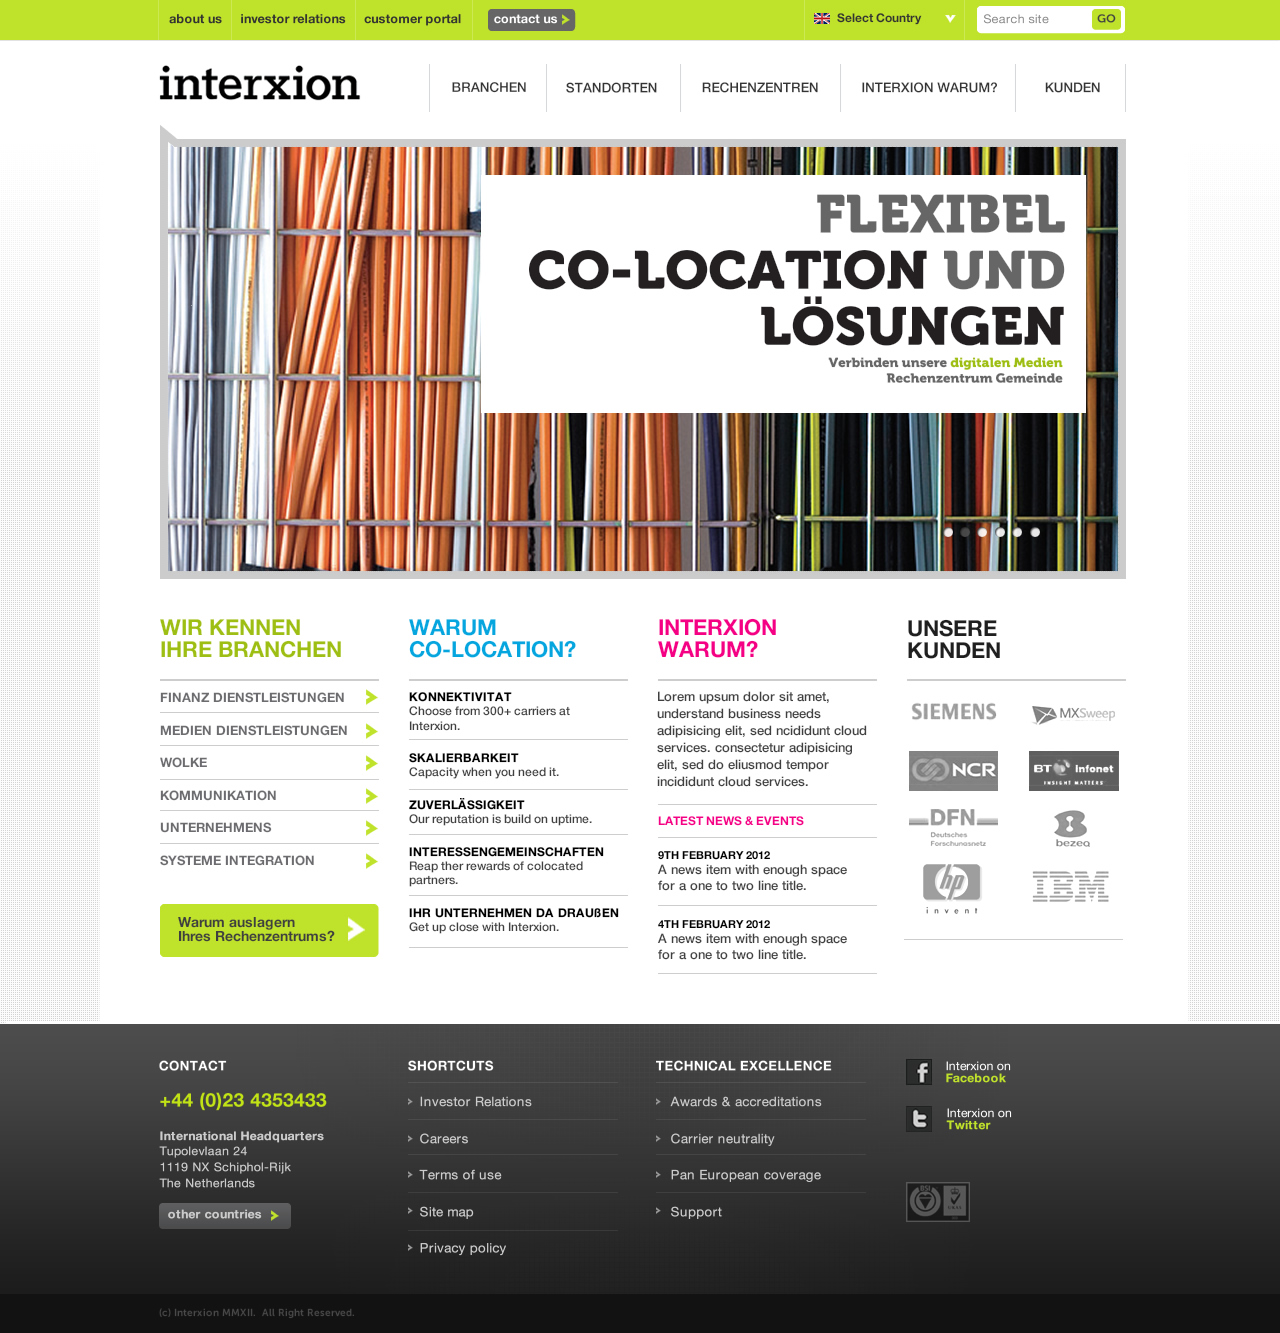 about us
investor relations
customer portal
contact us
Select Country
Search site
GO
interxion
BRANCHEN
STANDORTEN
RECHENZENTREN
INTERXION WARUM?
KUNDEN
FLEXIBEL
CO-LOCATION UND
LÖSUNGEN
Verbinden unsere digitalen Medien
Rechenzentrum Gemeinde
WIR KENNEN
IHRE BRANCHEN
FINANZ DIENSTLEISTUNGEN
MEDIEN DIENSTLEISTUNGEN
WOLKE
KOMMUNIKATION
UNTERNEHMENS
SYSTEME INTEGRATION
Warum auslagern
Ihres Rechenzentrums?
WARUM
CO-LOCATION?
KONNEKTIVITAT
Choose from 300+ carriers at
Interxion.
SKALIERBARKEIT
Capacity when you need it.
ZUVERLÄSSIGKEIT
Our reputation is build on uptime.
INTERESSENGEMEINSCHAFTEN
Reap ther rewards of colocated
partners.
IHR UNTERNEHMEN DA DRAUßEN
Get up close with Interxion.
INTERXION
WARUM?
Lorem upsum dolor sit amet,
understand business needs
adipisicing elit, sed ncididunt cloud
services. consectetur adipisicing
elit, sed do eliusmod tempor
incididunt cloud services.
LATEST NEWS & EVENTS
9TH FEBRUARY 2012
A news item with enough space
for a one to two line title.
4TH FEBRUARY 2012
A news item with enough space
for a one to two line title.
UNSERE
KUNDEN
SIEMENS
MXSweep
NCR
BT Infonet
INSIGHT MATTERS
DFN
Deutsches
Forschungsnetz
bezeq
hp
invent
IBM
CONTACT
+44 (0)23 4353433
International Headquarters
Tupolevlaan 24
1119 NX Schiphol-Rijk
The Netherlands
other countries
SHORTCUTS
Investor Relations
Careers
Terms of use
Site map
Privacy policy
TECHNICAL EXCELLENCE
Awards & accreditations
Carrier neutrality
Pan European coverage
Support
Interxion on
Facebook
Interxion on
Twitter
BSI
(c) Interxion MMXII. All Right Reserved.